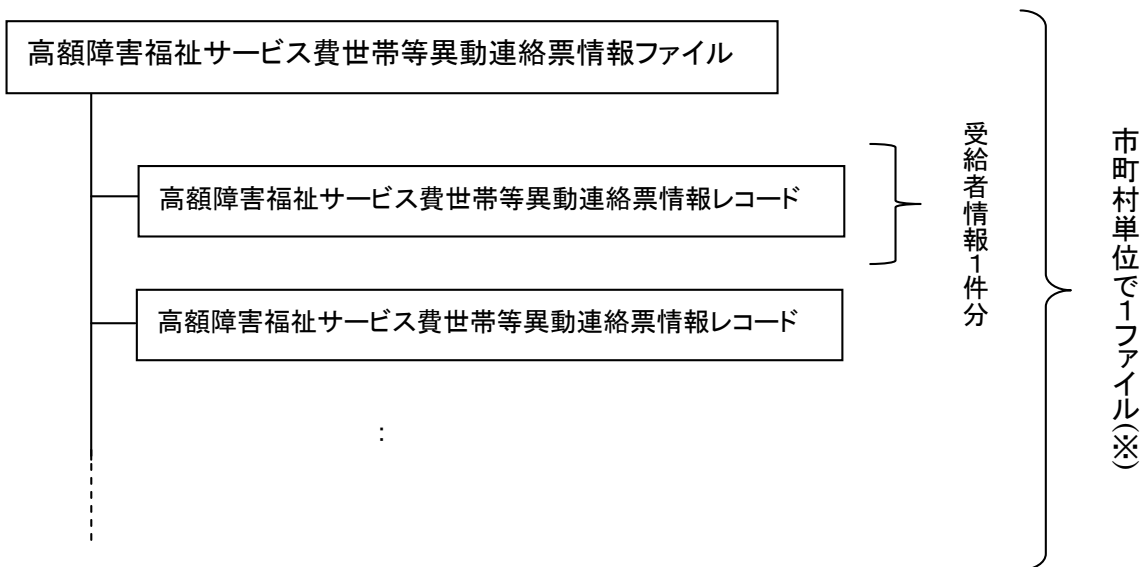 高額障害福祉サービス費世帯等異動連絡票情報ファイル
高額障害福祉サービス費世帯等異動連絡票情報レコード
受給者情報1件分
高額障害福祉サービス費世帯等異動連絡票情報レコード
:
市町村単位で1ファイル(※)